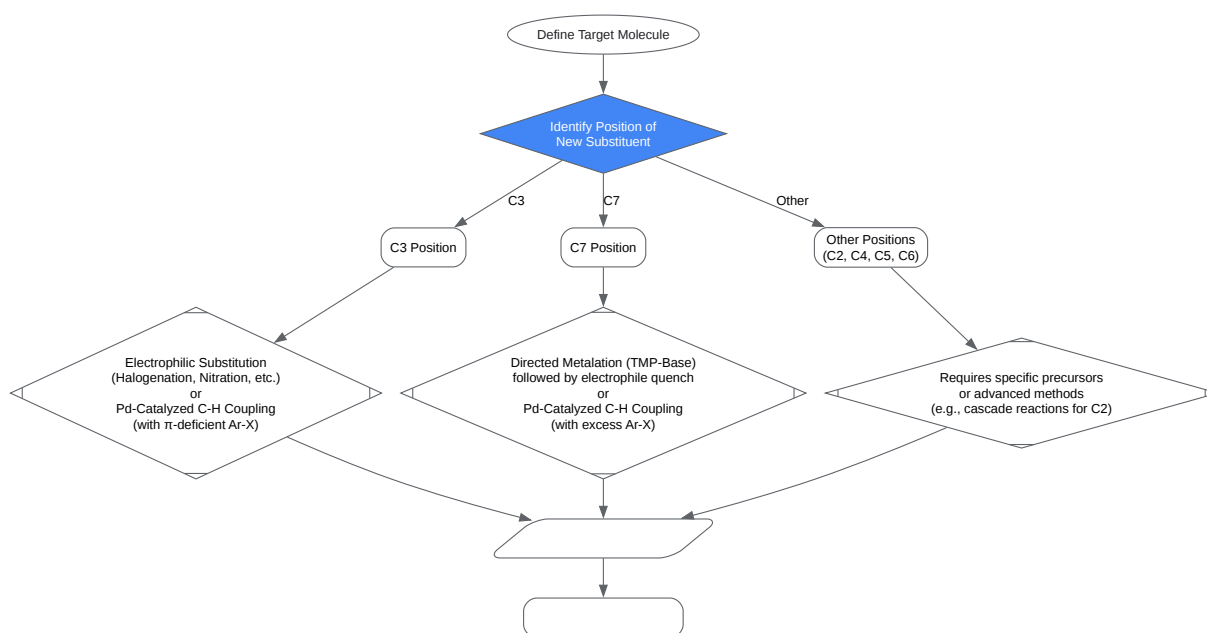 Define Target Molecule
Identify Position of
New Substituent
C3
C7
Other
C3 Position
C7 Position
Other Positions
(C2, C4, C5, C6)
Electrophilic Substitution
(Halogenation, Nitration, etc.)
or
Pd-Catalyzed C-H Coupling
(with π-deficient Ar-X)
Directed Metalation (TMP-Base)
followed by electrophile quench
or
Pd-Catalyzed C-H Coupling
(with excess Ar-X)
Requires specific precursors
or advanced methods
(e.g., cascade reactions for C2)